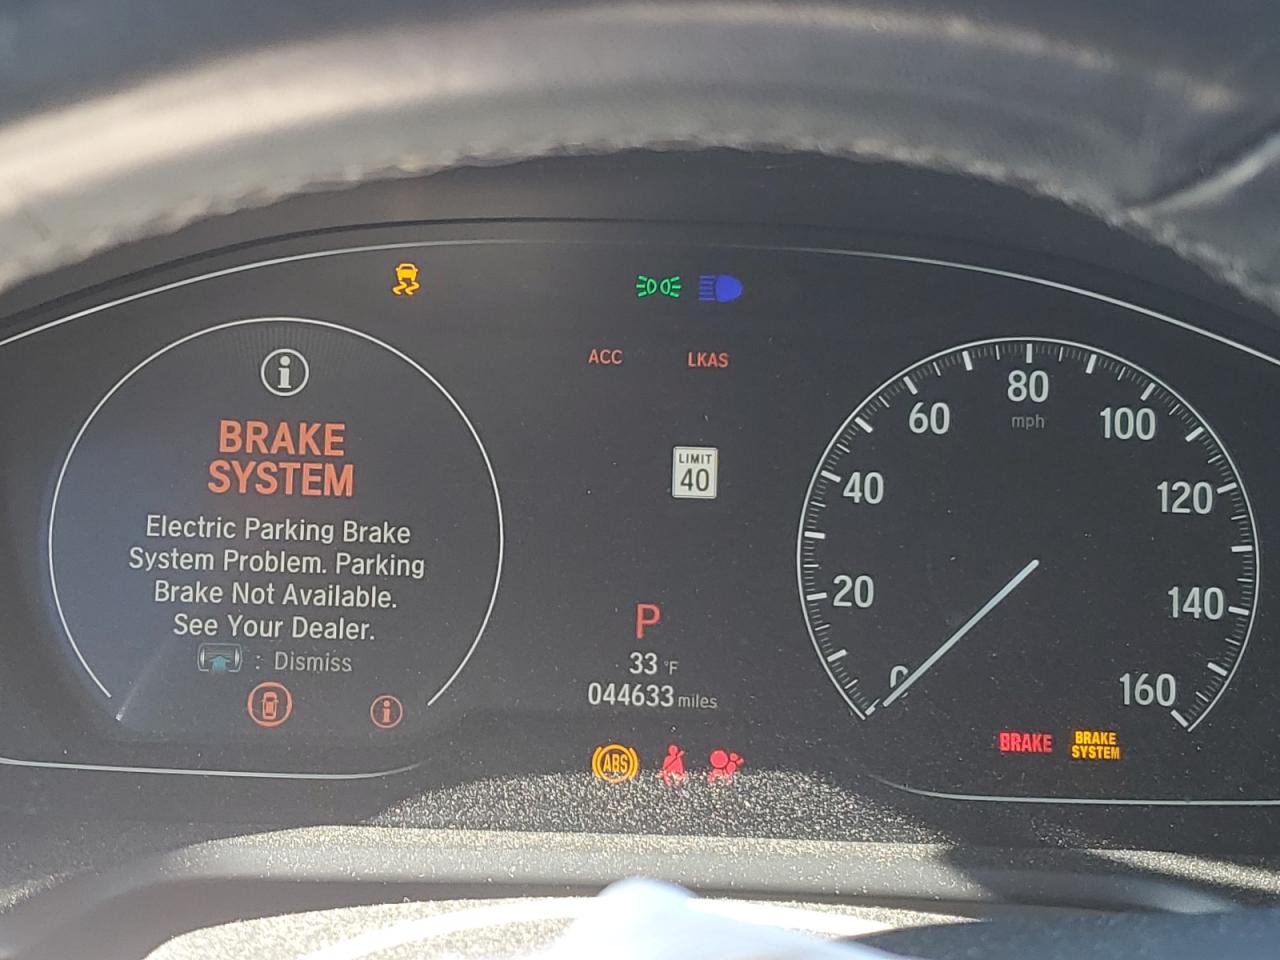 ACC LKAS
BRAKE
SYSTEM
Electric Parking Brake
System Problem. Parking
Brake Not Available.
See Your Dealer.
: Dismiss
LIMIT
40
P
33 °F
044633 miles
0
20
40
60
80
100
120
140
160
mph
ABS
BRAKE
BRAKE
SYSTEM